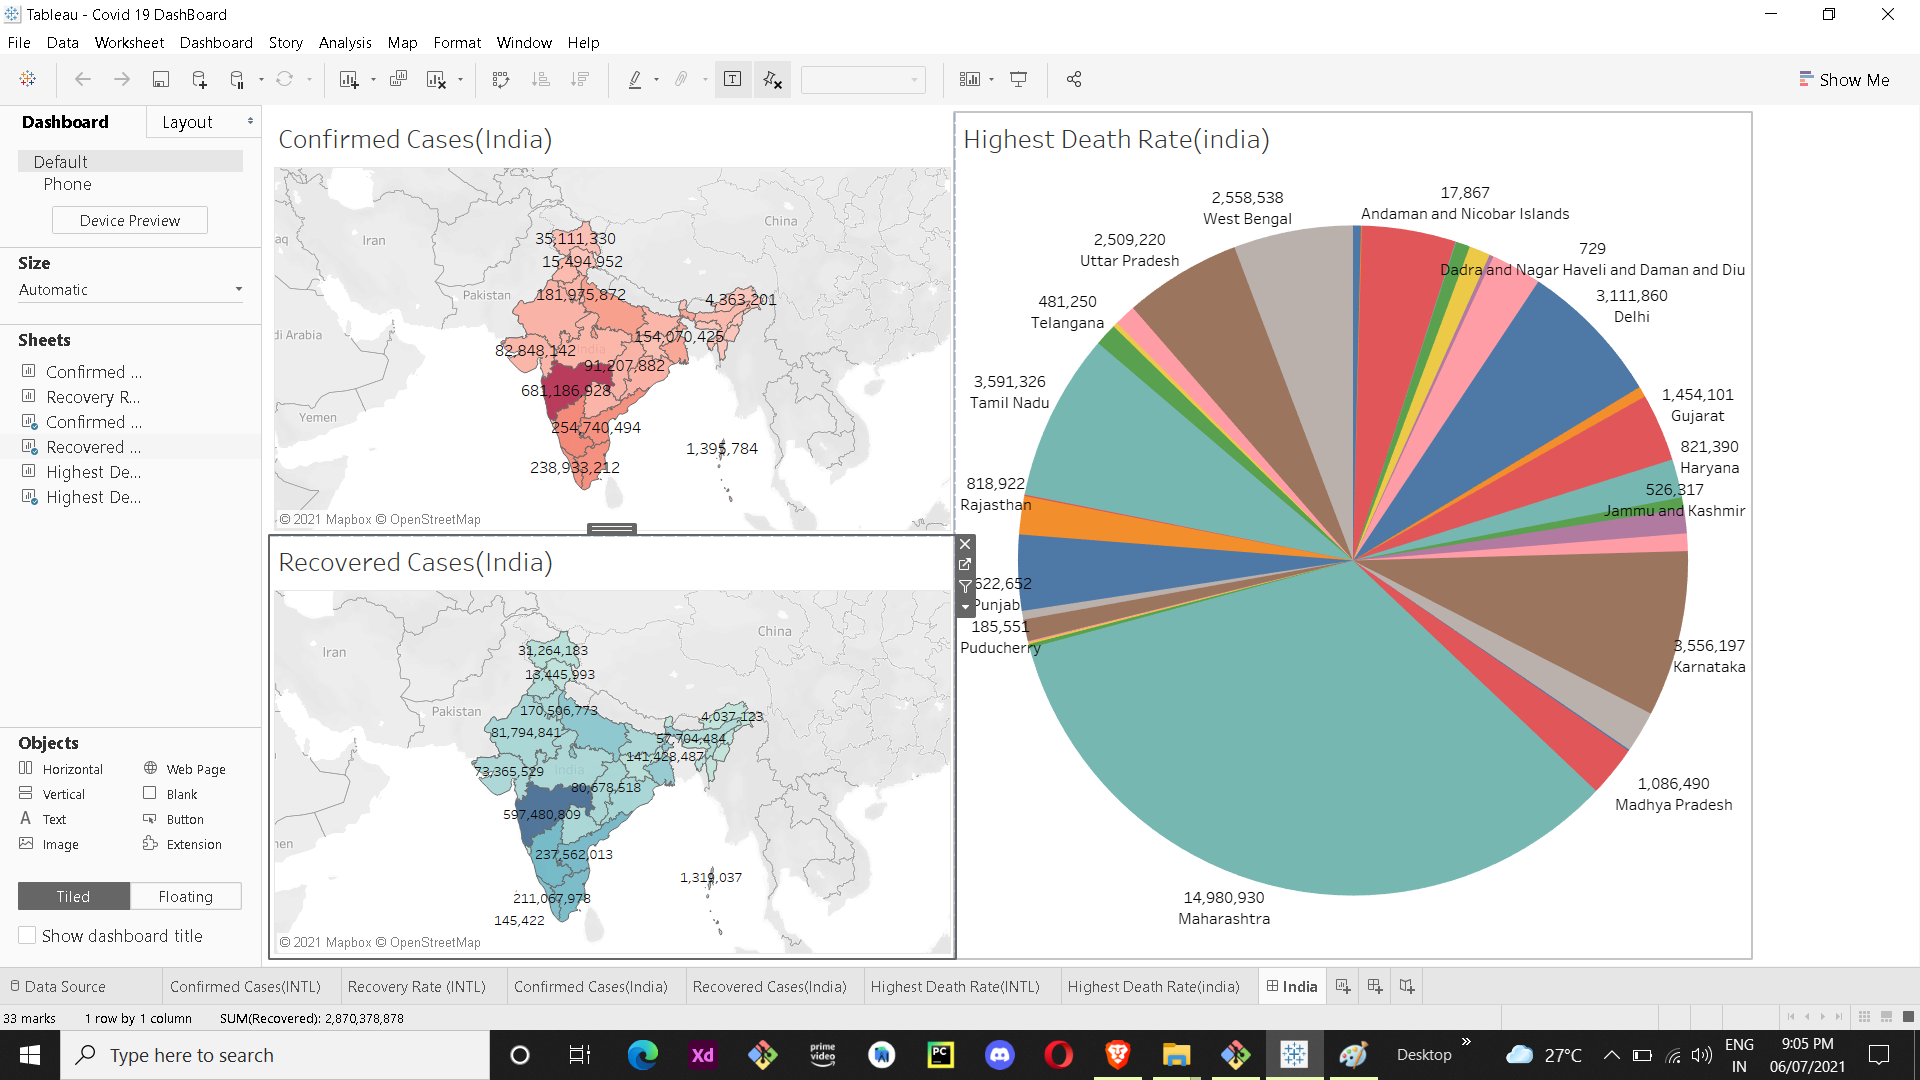 Tableau - Covid 19 DashBoard
File Data Worksheet Dashboard Story Analysis Map Format Window Help
Show Me
Dashboard
Layout
Default
Phone
Device Preview
Size
Automatic
Sheets
Confirmed ...
Recovery R...
Confirmed ...
Recovered ...
Highest De...
Highest De...
Objects
Horizontal
Web Page
Vertical
Blank
Text
Button
Image
Extension
Tiled
Floating
Show dashboard title
Confirmed Cases(India)
China
Iran
Pakistan
Yemen
India
35,111,330
15,494,952
181,975,872
4,363,201
154,070,425
82,848,142
91,207,882
681,186,928
254,740,494
1,395,784
238,933,212
© 2021 Mapbox © OpenStreetMap
Recovered Cases(India)
China
Iran
Pakistan
India
31,264,183
13,445,993
170,506,773
4,037,123
81,794,841
57,704,484
141,428,487
73,365,529
80,678,518
597,480,809
237,562,013
1,319,037
211,067,978
145,422
© 2021 Mapbox © OpenStreetMap
Highest Death Rate(india)
17,867
Andaman and Nicobar Islands
729
Dadra and Nagar Haveli and Daman and Diu
3,111,860
Delhi
1,454,101
Gujarat
821,390
Haryana
526,317
Jammu and Kashmir
3,556,197
Karnataka
1,086,490
Madhya Pradesh
14,980,930
Maharashtra
185,551
Puducherry
622,652
Punjab
818,922
Rajasthan
3,591,326
Tamil Nadu
481,250
Telangana
2,509,220
Uttar Pradesh
2,558,538
West Bengal
Data Source
Confirmed Cases(INTL)
Recovery Rate (INTL)
Confirmed Cases(India)
Recovered Cases(India)
Highest Death Rate(INTL)
Highest Death Rate(india)
India
33 marks
1 row by 1 column
SUM(Recovered): 2,870,378,878
Type here to search
Xd
prime
video
PC
Desktop
27°C
ENG
IN
9:05 PM
06/07/2021